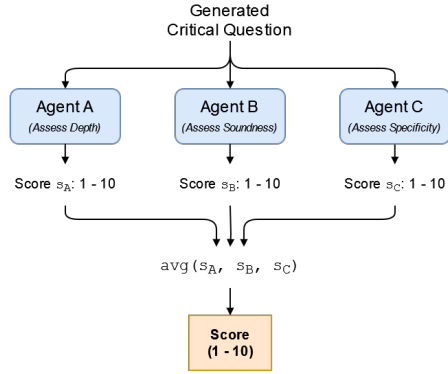 Generated
Critical Question
Agent A
(Assess Depth)
Agent B
(Assess Soundness)
Agent C
(Assess Specificity)
Score sA: 1 - 10
Score sB: 1 - 10
Score sC: 1 - 10
avg(sA, sB, sC)
Score
(1 - 10)